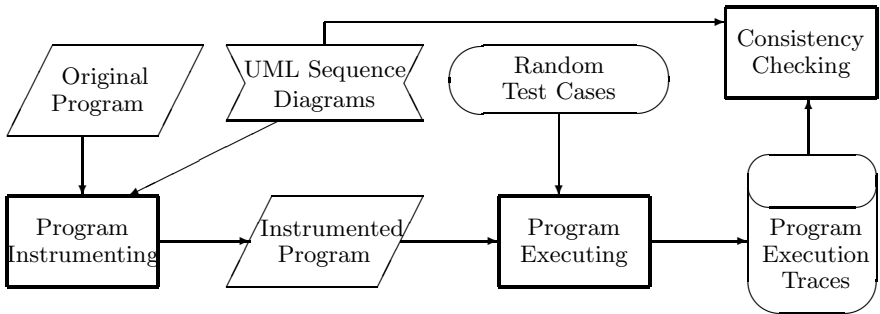 Original
Program
UML Sequence
Diagrams
Random
Test Cases
Consistency
Checking
Program
Instrumenting
Instrumented
Program
Program
Executing
Program
Execution
Traces